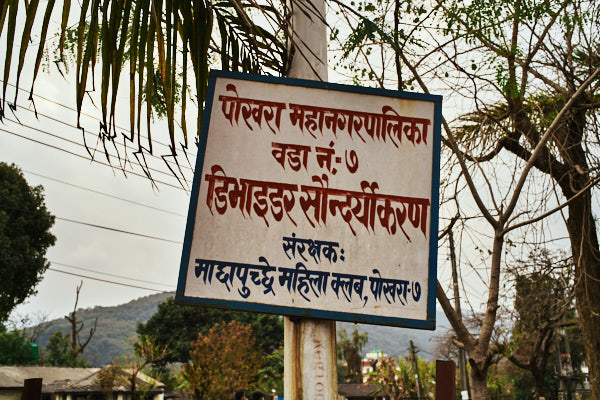 पोखरा महानगरपालिका
वडा नं.-७
डिभाइडर सौन्दर्यीकरण
संरक्षक:
माछापुच्छ्रे महिला क्लब, पोखरा-७